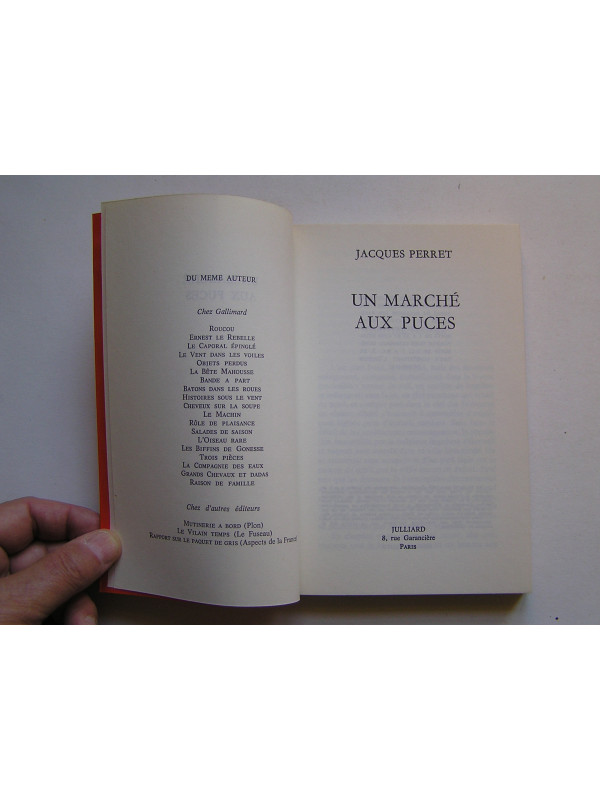 DU MEME AUTEUR
Chez Gallimard
ROUCOU
ERNEST LE REBELLE
LE CAPORAL ÉPINGLÉ
LE VENT DANS LES VOILES
OBJETS PERDUS
LA BÊTE MAHOUSSE
BANDE A PART
BATONS DANS LES ROUES
HISTOIRES SOUS LE VENT
CHEVEUX SUR LA SOUPE
LE MACHIN
RÔLE DE PLAISANCE
SALADES DE SAISON
L'OISEAU RARE
LES BIFFINS DE GONESSE
TROIS PIÈCES
LA COMPAGNIE DES EAUX
GRANDS CHEVAUX ET DADAS
RAISON DE FAMILLE
Chez d'autres éditeurs
MUTINERIE A BORD (Plon)
LE VILAIN TEMPS (Le Fuseau)
RAPPORT SUR LE PAQUET DE GRIS (Aspects de la France)
JACQUES PERRET
UN MARCHÉ
AUX PUCES
JULLIARD
8, rue Garancière
PARIS